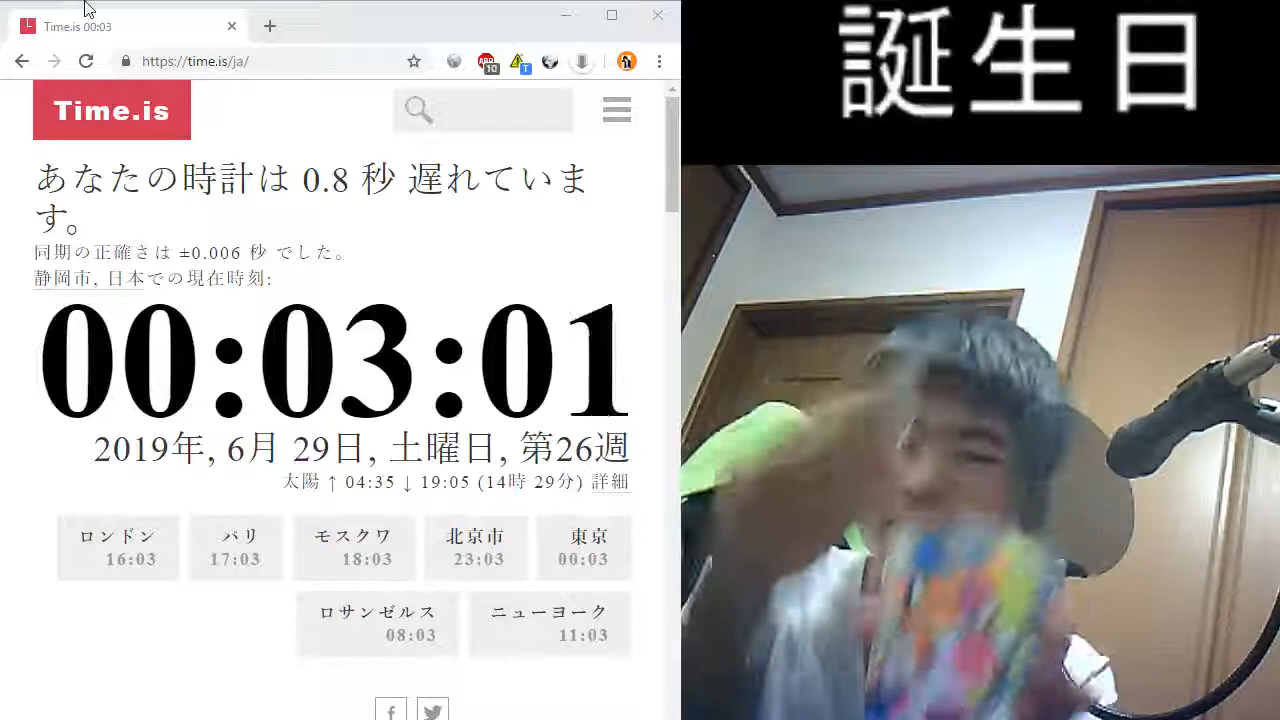 Time.is 00:03
https://time.is/ja/
ABP
10
T
Time.is
あなたの時計は 0.8 秒 遅れていま
す。
同期の正確さは ±0.006 秒 でした。
静岡市, 日本での現在時刻:
00:03:01
2019年, 6月 29日, 土曜日, 第26週
太陽 ↑ 04:35 ↓ 19:05 (14時 29分) 詳細
ロンドン
16:03
パリ
17:03
モスクワ
18:03
北京市
23:03
東京
00:03
ロサンゼルス
08:03
ニューヨーク
11:03
誕生日